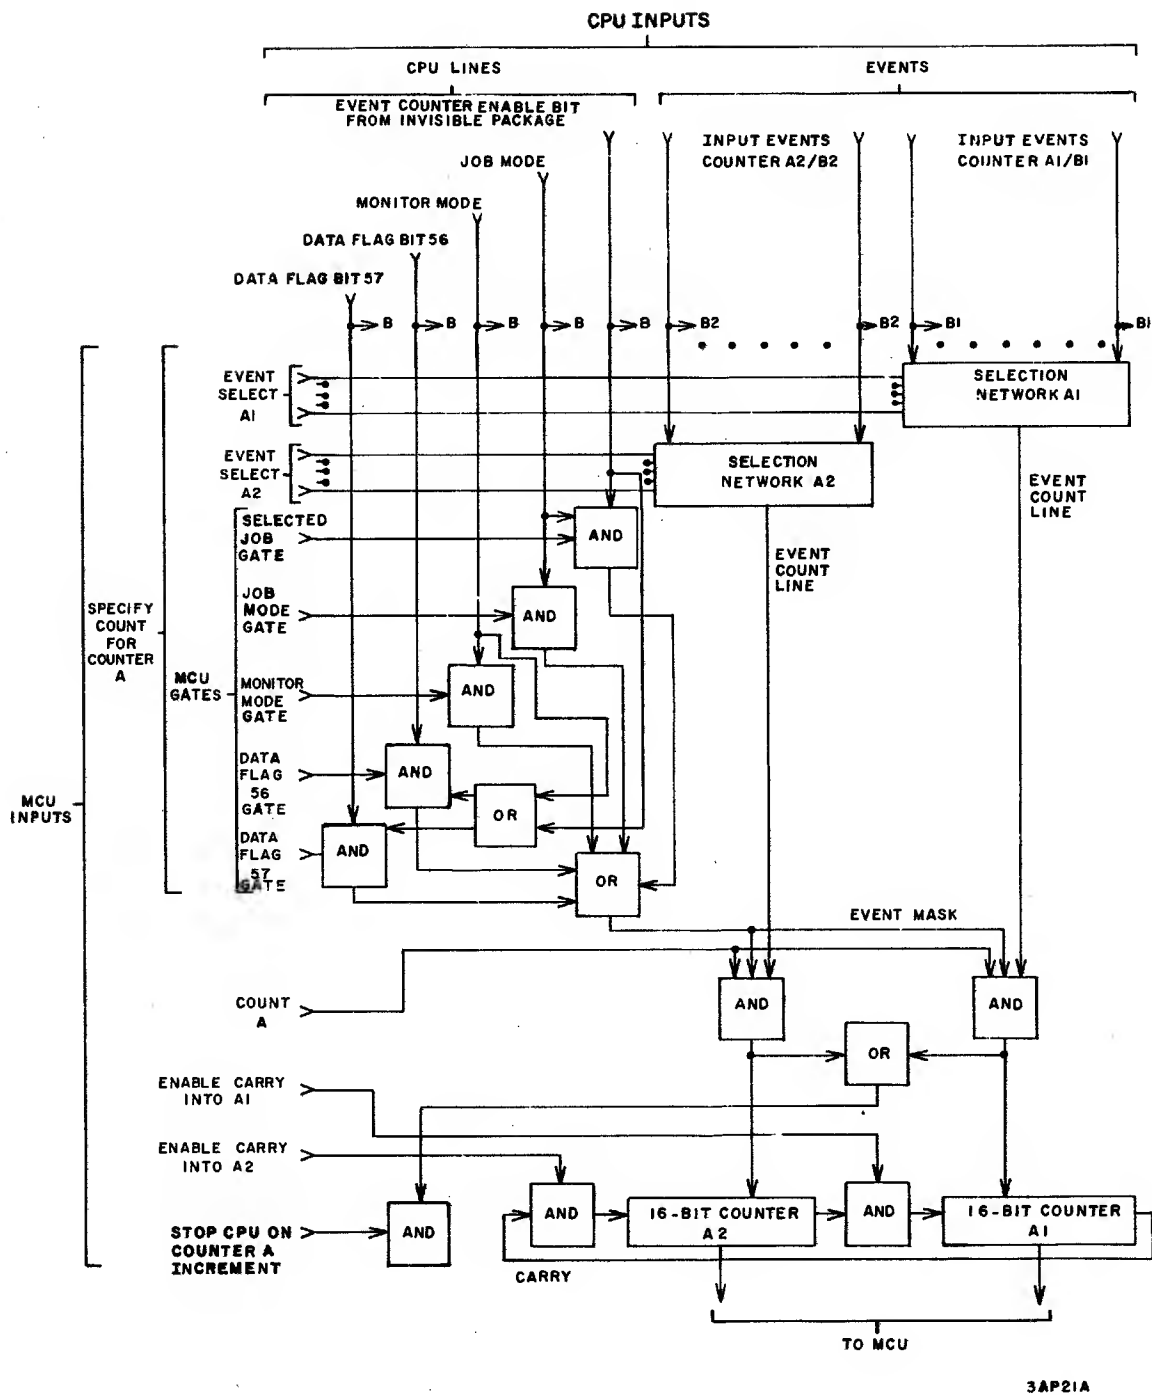 CPU INPUTS
CPU LINES
EVENTS
EVENT COUNTER ENABLE BIT
FROM INVISIBLE PACKAGE
INPUT EVENTS
COUNTER A2/B2
INPUT EVENTS
COUNTER A1/B1
JOB MODE
MONITOR MODE
DATA FLAG BIT 56
DATA FLAG BIT 57
B
B
B
B
B
B2
B2
B1
B1
EVENT
SELECT
A1
SELECTION
NETWORK A1
EVENT
SELECT
A2
SELECTION
NETWORK A2
EVENT
COUNT
LINE
SELECTED
JOB
GATE
AND
EVENT
COUNT
LINE
JOB
MODE
GATE
AND
SPECIFY
COUNT
FOR
COUNTER
A
MCU
GATES
MONITOR
MODE
GATE
AND
DATA
FLAG
56
GATE
AND
OR
MCU
INPUTS
DATA
FLAG
57
GATE
AND
OR
EVENT MASK
COUNT
A
AND
AND
OR
ENABLE CARRY
INTO A1
ENABLE CARRY
INTO A2
STOP CPU ON
COUNTER A
INCREMENT
AND
AND
16-BIT COUNTER
A2
AND
16-BIT COUNTER
A1
CARRY
TO MCU
3AP21A